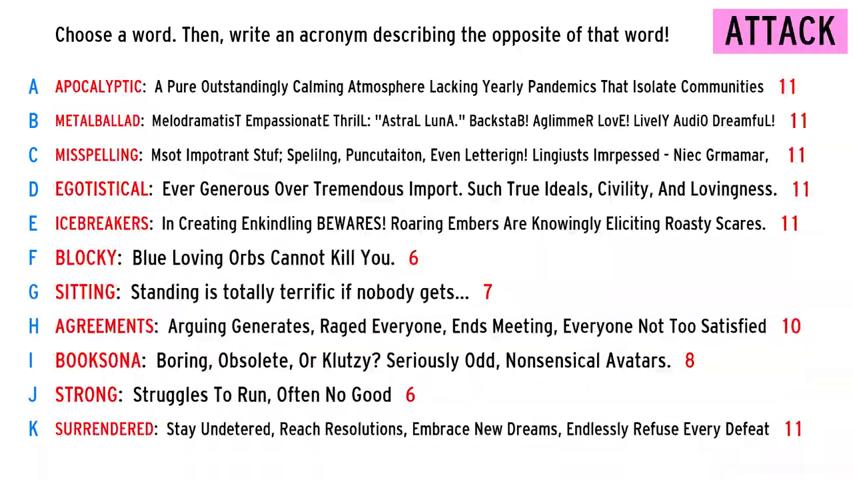 Choose a word. Then, write an acronym describing the opposite of that word!
ATTACK
A APOCALYPTIC: A Pure Outstandingly Calming Atmosphere Lacking Yearly Pandemics That Isolate Communities 11
B METALBALLAD: MelodramatisT EmpassionatE ThrilL: "AstraL LunA." BackstaB! AglimmeR LovE! LivelY AudiO DreamfuL! 11
C MISSPELLING: Msot Impotrant Stuf; Speliing, Puncutaiton, Even Letterign! Lingiusts Imrpessed - Niec Grmamar, 11
D EGOTISTICAL: Ever Generous Over Tremendous Import. Such True Ideals, Civility, And Lovingness. 11
E ICEBREAKERS: In Creating Enkindling BEWARES! Roaring Embers Are Knowingly Eliciting Roasty Scares. 11
F BLOCKY: Blue Loving Orbs Cannot Kill You. 6
G SITTING: Standing is totally terrific if nobody gets... 7
H AGREEMENTS: Arguing Generates, Raged Everyone, Ends Meeting, Everyone Not Too Satisfied 10
I BOOKSONA: Boring, Obsolete, Or Klutzy? Seriously Odd, Nonsensical Avatars. 8
J STRONG: Struggles To Run, Often No Good 6
K SURRENDERED: Stay Undetered, Reach Resolutions, Embrace New Dreams, Endlessly Refuse Every Defeat 11